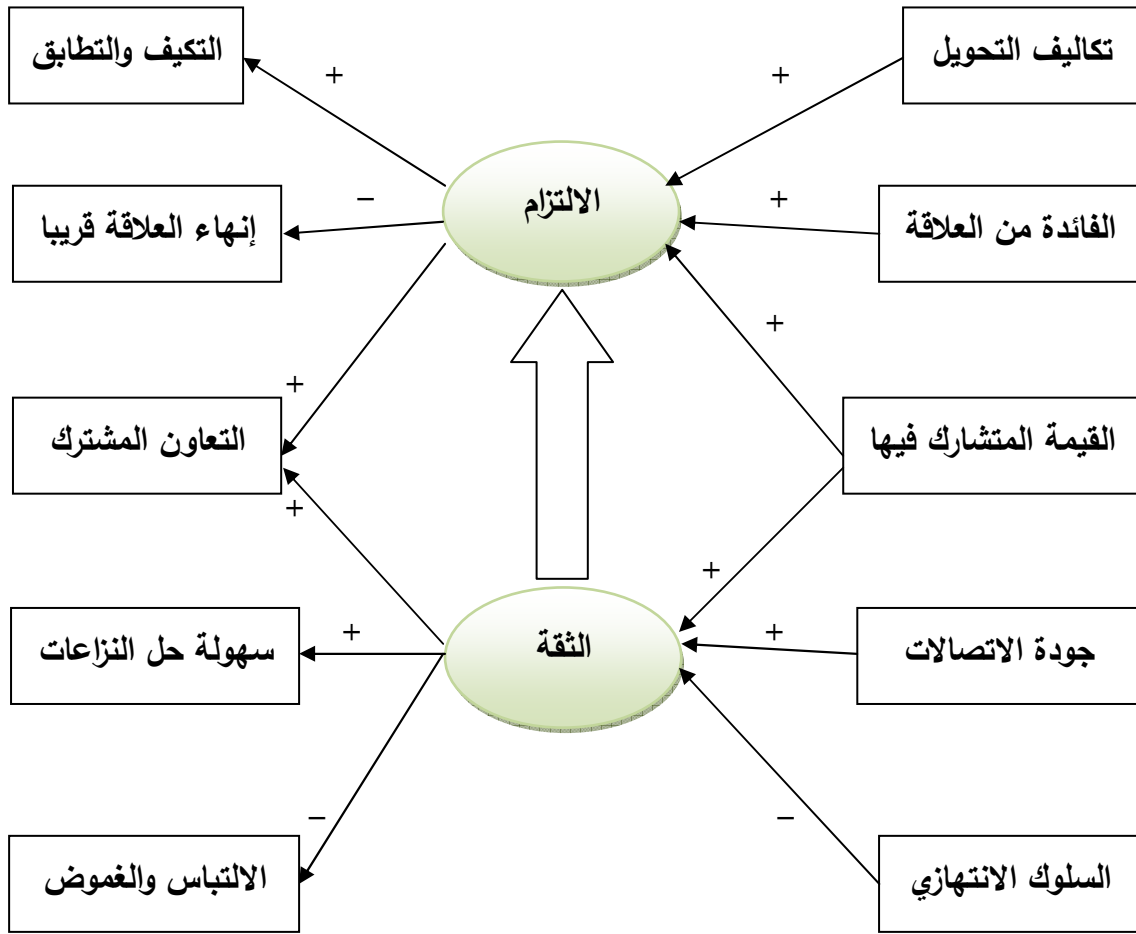 تكاليف التحويل
+
+
التكيف والتطابق
الالتزام
الفائدة من العلاقة
+
−
إنهاء العلاقة قريبا
+
+
القيمة المتشارك فيها
التعاون المشترك
+
+
جودة الاتصالات
+
الثقة
+
سهولة حل النزاعات
−
−
السلوك الانتهازي
الالتباس والغموض